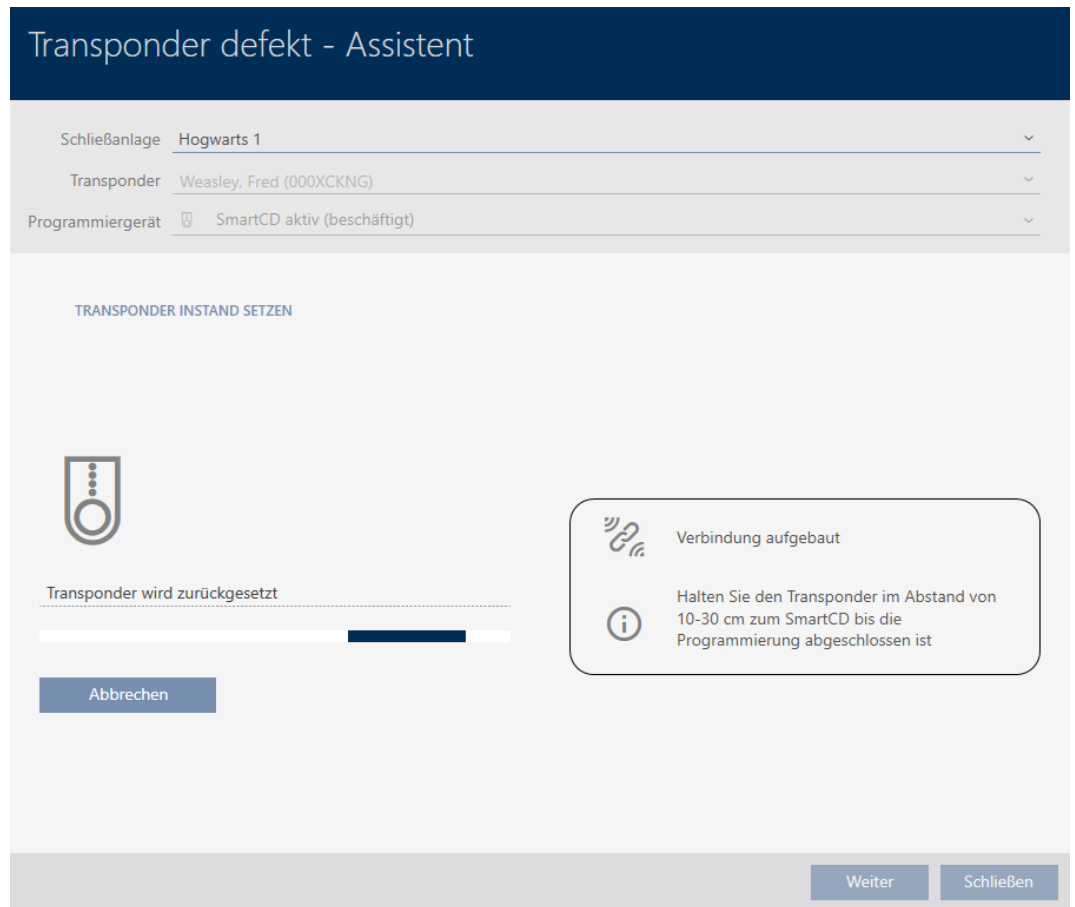 Transponder defekt - Assistent
Schließanlage Hogwarts 1
Transponder Weasley, Fred (000XCKNG)
Programmiergerät SmartCD aktiv (beschäftigt)
TRANSPONDER INSTAND SETZEN
Transponder wird zurückgesetzt
Abbrechen
Verbindung aufgebaut
Halten Sie den Transponder im Abstand von
10-30 cm zum SmartCD bis die
Programmierung abgeschlossen ist
Weiter Schließen